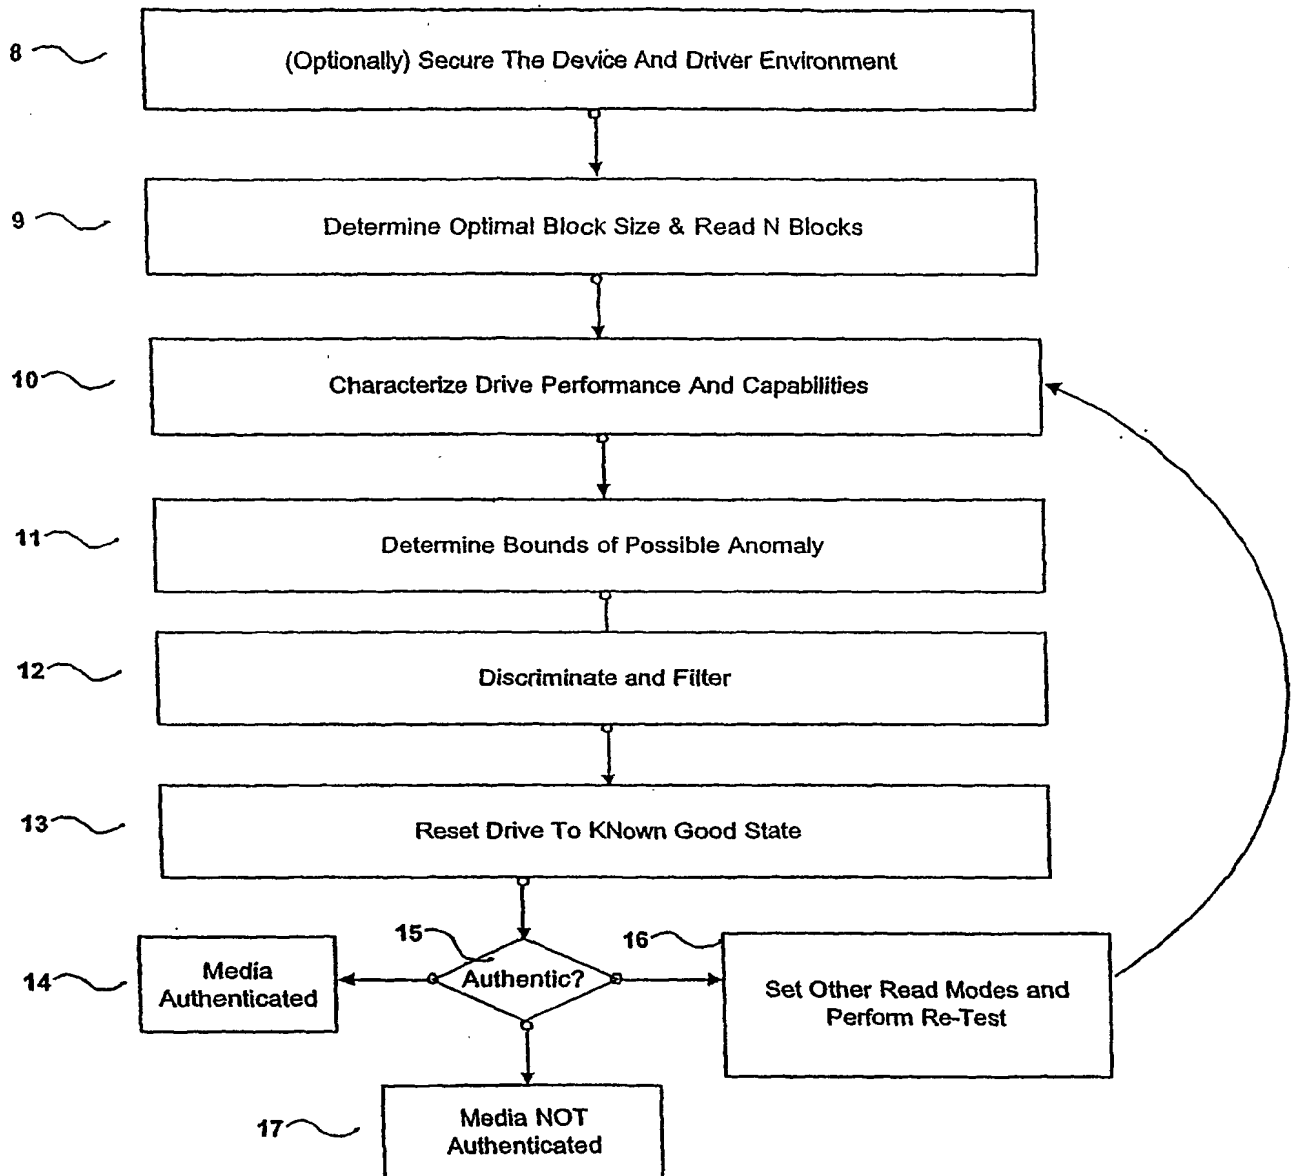 8
(Optionally) Secure The Device And Driver Environment
9
Determine Optimal Block Size & Read N Blocks
10
Characterize Drive Performance And Capabilities
11
Determine Bounds of Possible Anomaly
12
Discriminate and Filter
13
Reset Drive To KNown Good State
15
16
14
Media
Authenticated
Authentic?
Set Other Read Modes and
Perform Re-Test
17
Media NOT
Authenticated